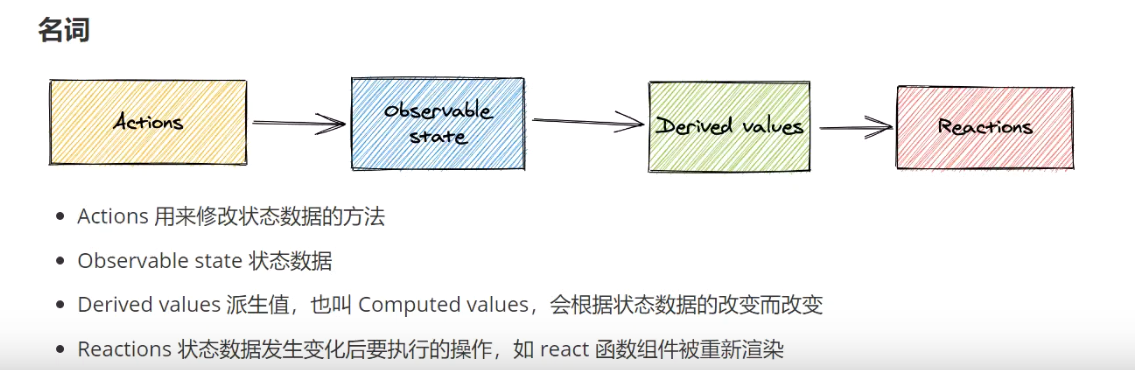 名词
Actions
Observable
state
Derived values
Reactions
Actions 用来修改状态数据的方法
Observable state 状态数据
Derived values 派生值，也叫 Computed values，会根据状态数据的改变而改变
Reactions 状态数据发生变化后要执行的操作，如 react 函数组件被重新渲染